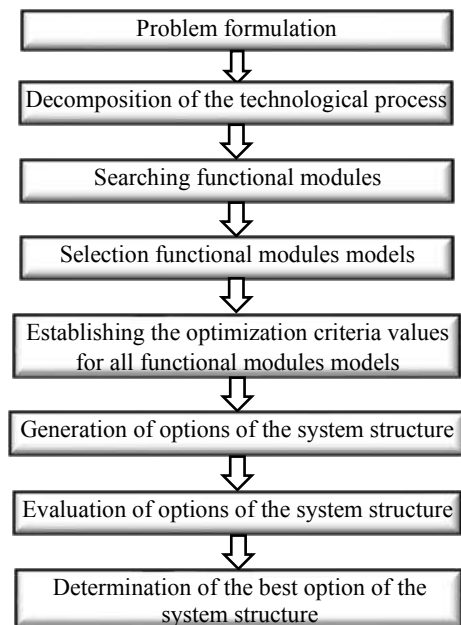 Problem formulation
Decomposition of the technological process
Searching functional modules
Selection functional modules models
Establishing the optimization criteria values
for all functional modules models
Generation of options of the system structure
Evaluation of options of the system structure
Determination of the best option of the
system structure